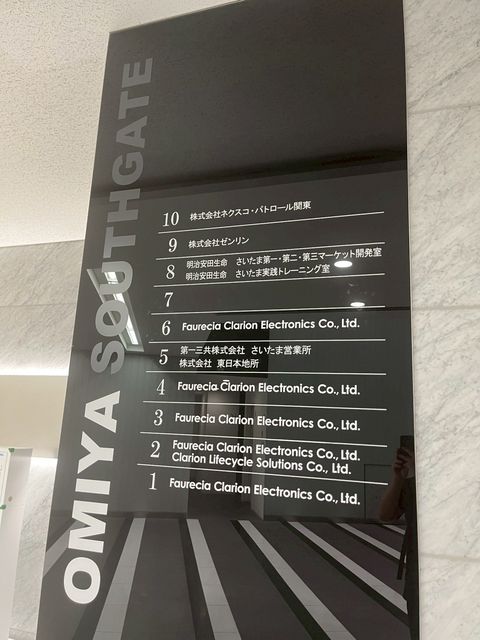 OMIYA SOUTHGATE
10 株式会社ネクスコ・パトロール関東
9 株式会社ゼンリン
8 明治安田生命 さいたま第一・第二・第三マーケット開発室
明治安田生命 さいたま実践トレーニング室
7
6 Faurecia Clarion Electronics Co., Ltd.
5 第一三共株式会社 さいたま営業所
株式会社 東日本地所
4 Faurecia Clarion Electronics Co., Ltd.
3 Faurecia Clarion Electronics Co., Ltd.
2 Faurecia Clarion Electronics Co., Ltd.
Clarion Lifecycle Solutions Co., Ltd.
1 Faurecia Clarion Electronics Co., Ltd.